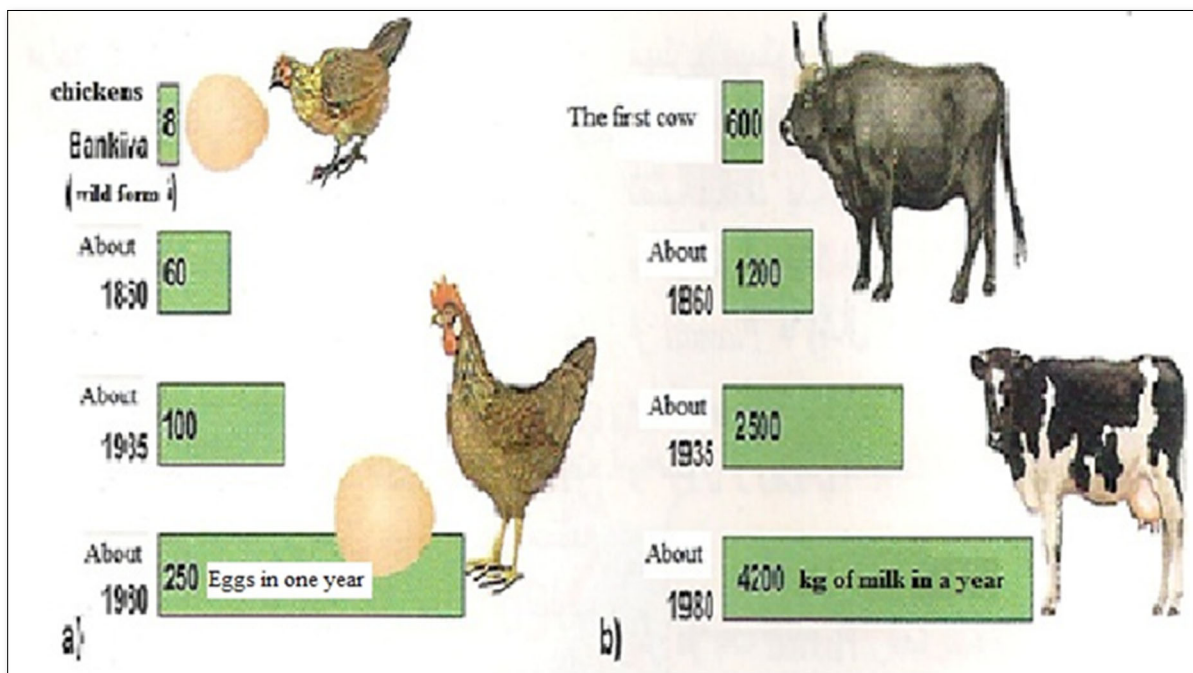 chickens
8
Bankiva
(wild form)
About
60
1860
About
100
1935
About
250 Eggs in one year
1980
a)
The first cow
600
About
1200
1860
About
2500
1935
About
4200 kg of milk in a year
1980
b)